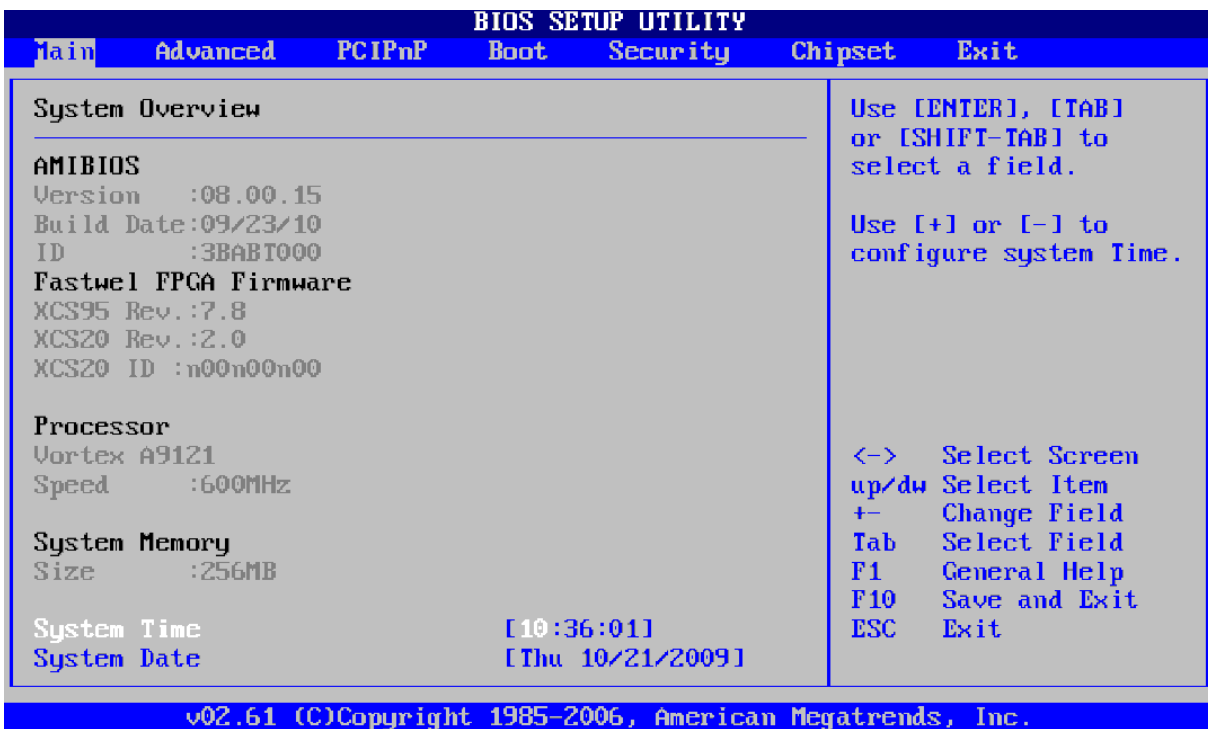 BIOS SETUP UTILITY
Main Advanced PCIPnP Boot Security Chipset Exit
System Overview
AMIBIOS
Version :08.00.15
Build Date:09/23/10
ID :3BABT000
Fastwel FPGA Firmware
XCS95 Rev.:7.8
XCS20 Rev.:2.0
XCS20 ID :n00n00n00
Processor
Vortex A9121
Speed :600MHz
System Memory
Size :256MB
System Time [10:36:01]
System Date [Thu 10/21/2009]
Use [ENTER], [TAB]
or [SHIFT-TAB] to
select a field.
Use [+] or [-] to
configure system Time.
<-> Select Screen
up/dw Select Item
+- Change Field
Tab Select Field
F1 General Help
F10 Save and Exit
ESC Exit
v02.61 (C)Copyright 1985-2006, American Megatrends, Inc.